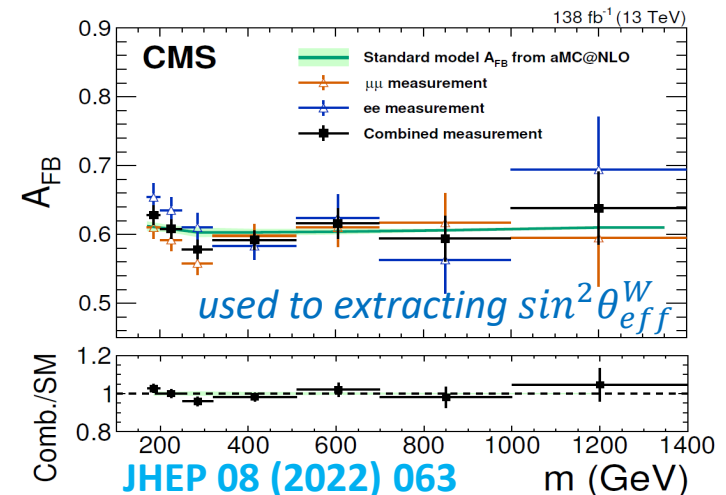 138 fb⁻¹ (13 TeV)
CMS
Standard model A_FB from aMC@NLO
μμ measurement
ee measurement
Combined measurement
A_FB
0.9
0.8
0.7
0.6
0.5
used to extracting sin²θ^W_eff
Comb./SM
1.2
1
0.8
200 400 600 800 1000 1200 1400
JHEP 08 (2022) 063
m (GeV)